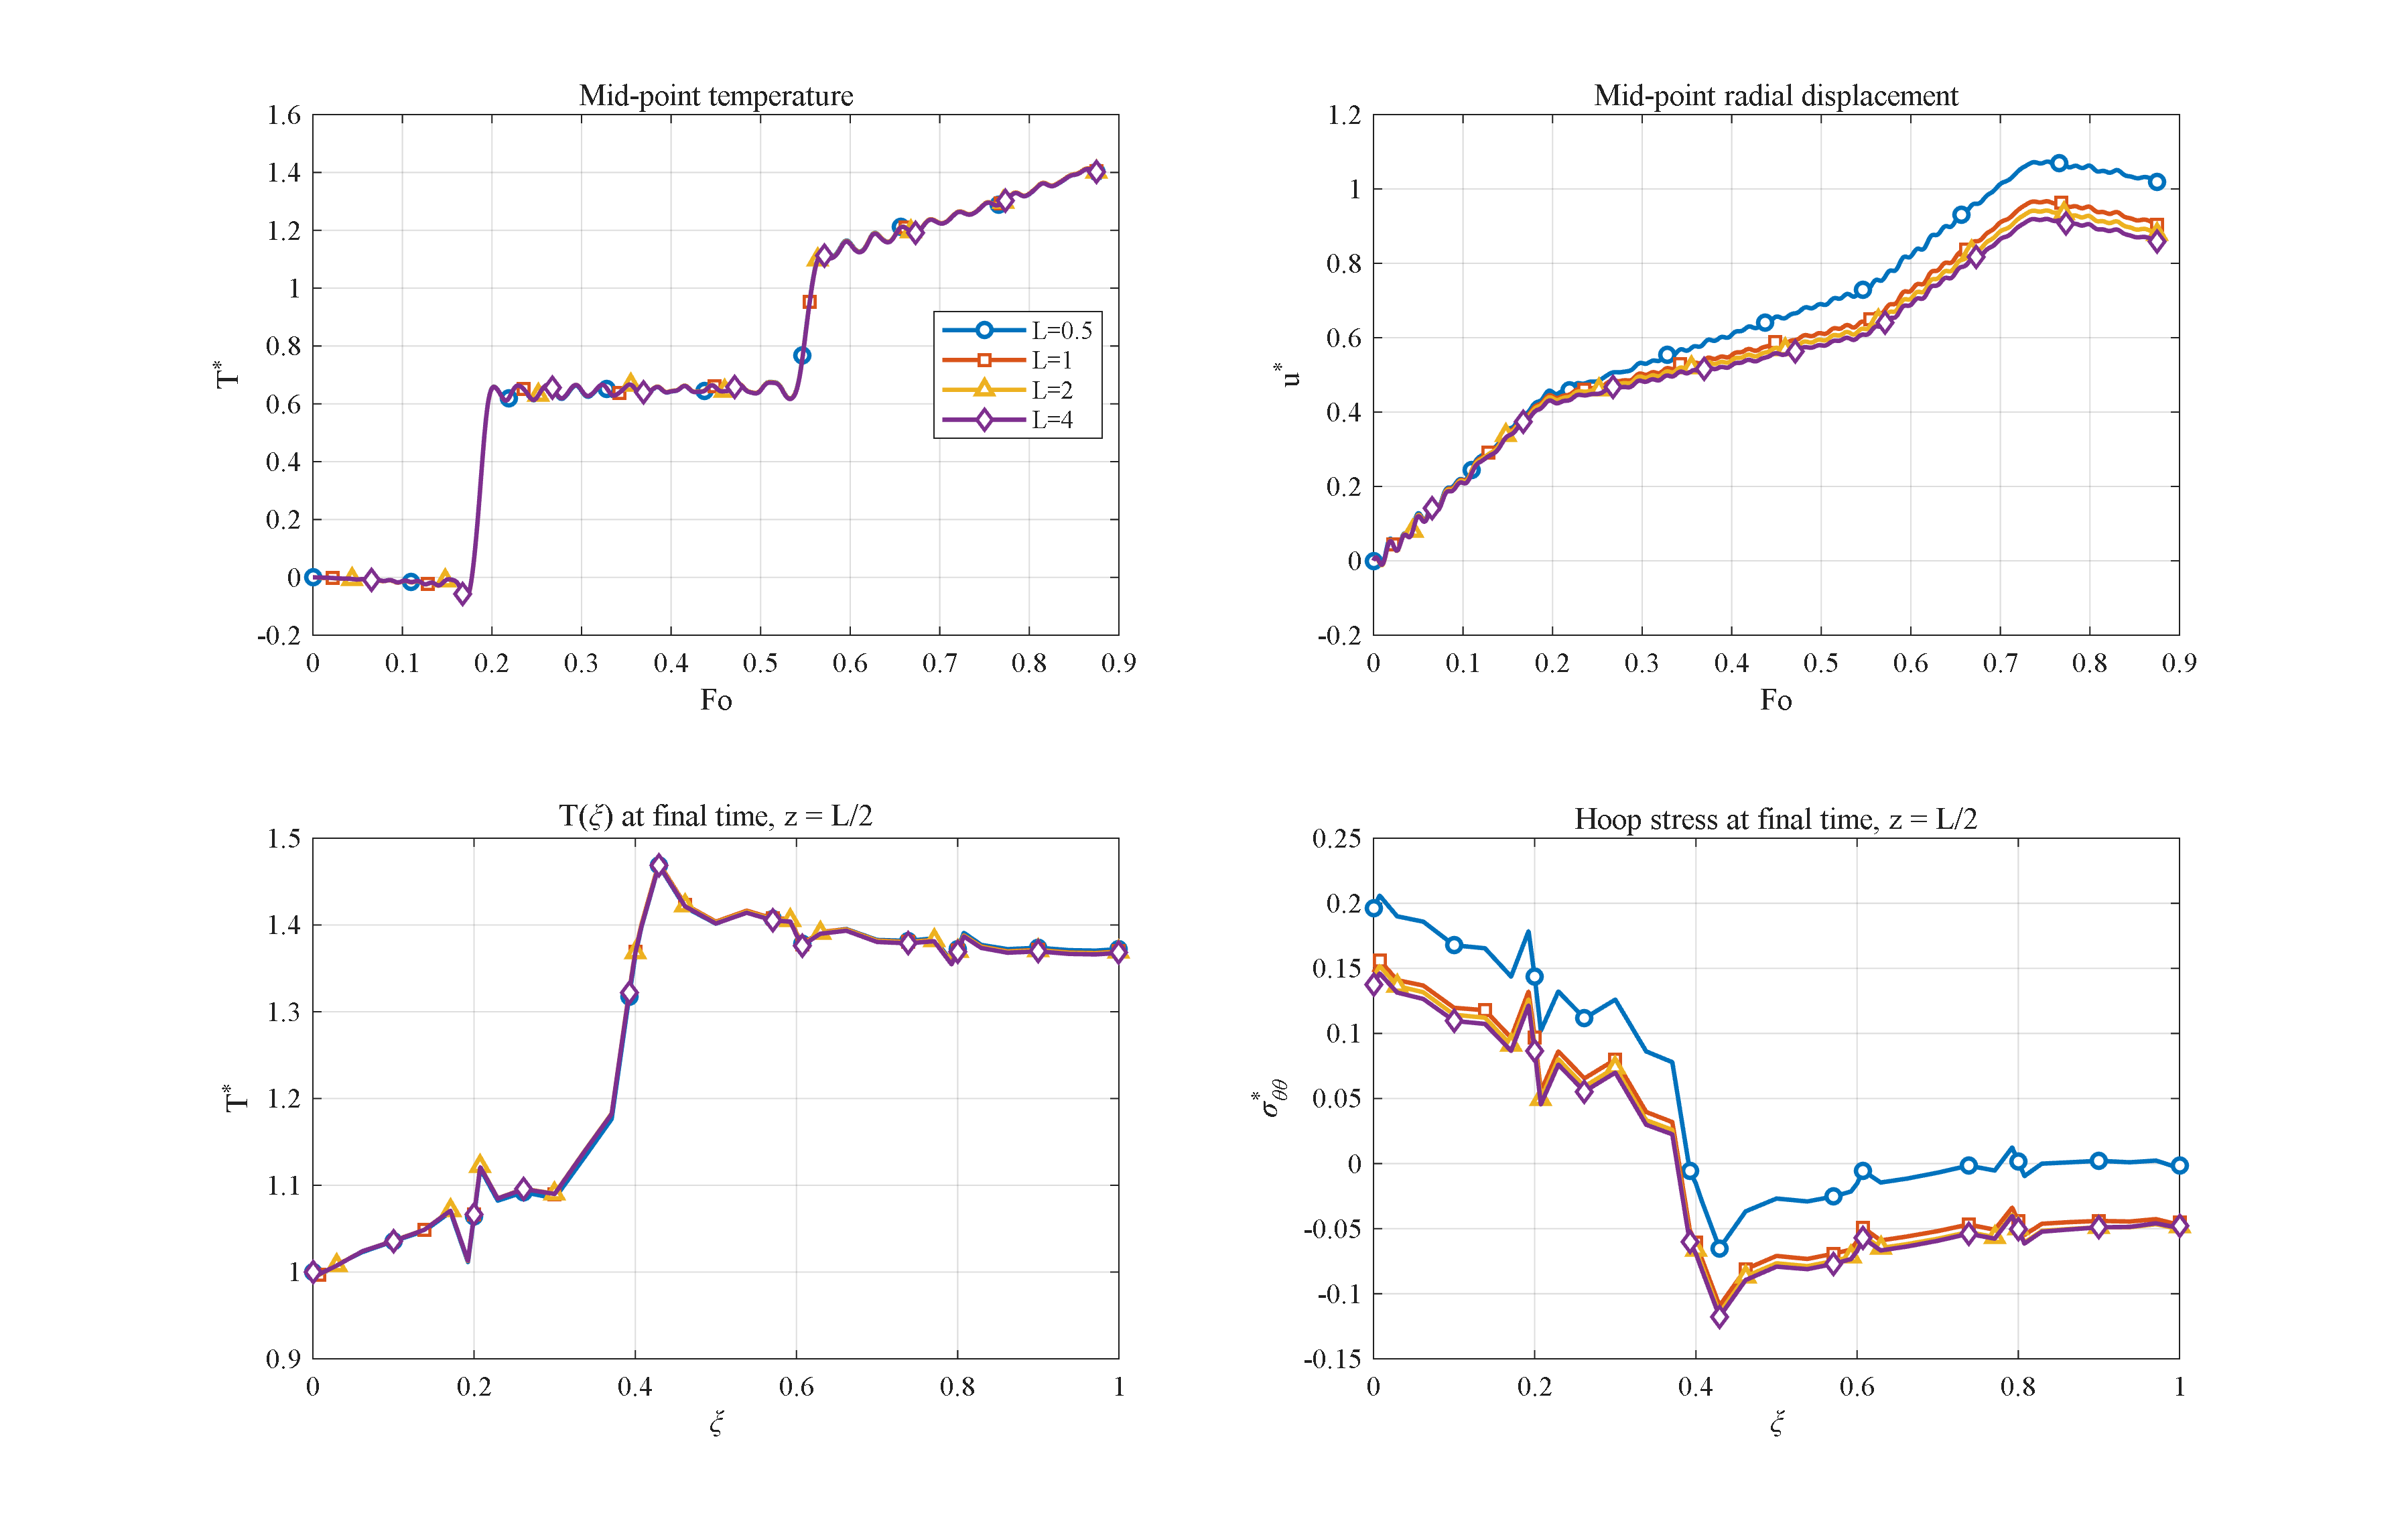 Mid-point temperature
1.6
1.4
1.2
1
0.8
0.6
0.4
0.2
0
-0.2
T*
0 0.1 0.2 0.3 0.4 0.5 0.6 0.7 0.8 0.9
Fo
L=0.5
L=1
L=2
L=4
Mid-point radial displacement
1.2
1
0.8
0.6
0.4
0.2
0
-0.2
u*
0 0.1 0.2 0.3 0.4 0.5 0.6 0.7 0.8 0.9
Fo
T(ξ) at final time, z = L/2
1.5
1.4
1.3
1.2
1.1
1
0.9
T*
0 0.2 0.4 0.6 0.8 1
ξ
Hoop stress at final time, z = L/2
0.25
0.2
0.15
0.1
0.05
0
-0.05
-0.1
-0.15
σ*θθ
0 0.2 0.4 0.6 0.8 1
ξ